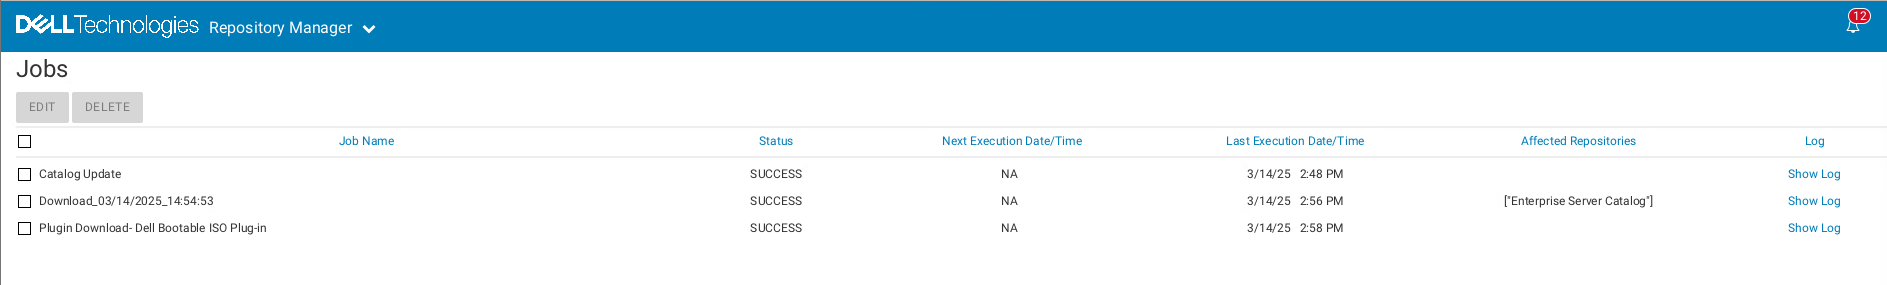 DELLTechnologies Repository Manager 12
Jobs
EDIT DELETE
Job Name Status Next Execution Date/Time Last Execution Date/Time Affected Repositories Log
Catalog Update SUCCESS NA 3/14/25 2:48 PM Show Log
Download_03/14/2025_14:54:53 SUCCESS NA 3/14/25 2:56 PM ["Enterprise Server Catalog"] Show Log
Plugin Download- Dell Bootable ISO Plug-in SUCCESS NA 3/14/25 2:58 PM Show Log